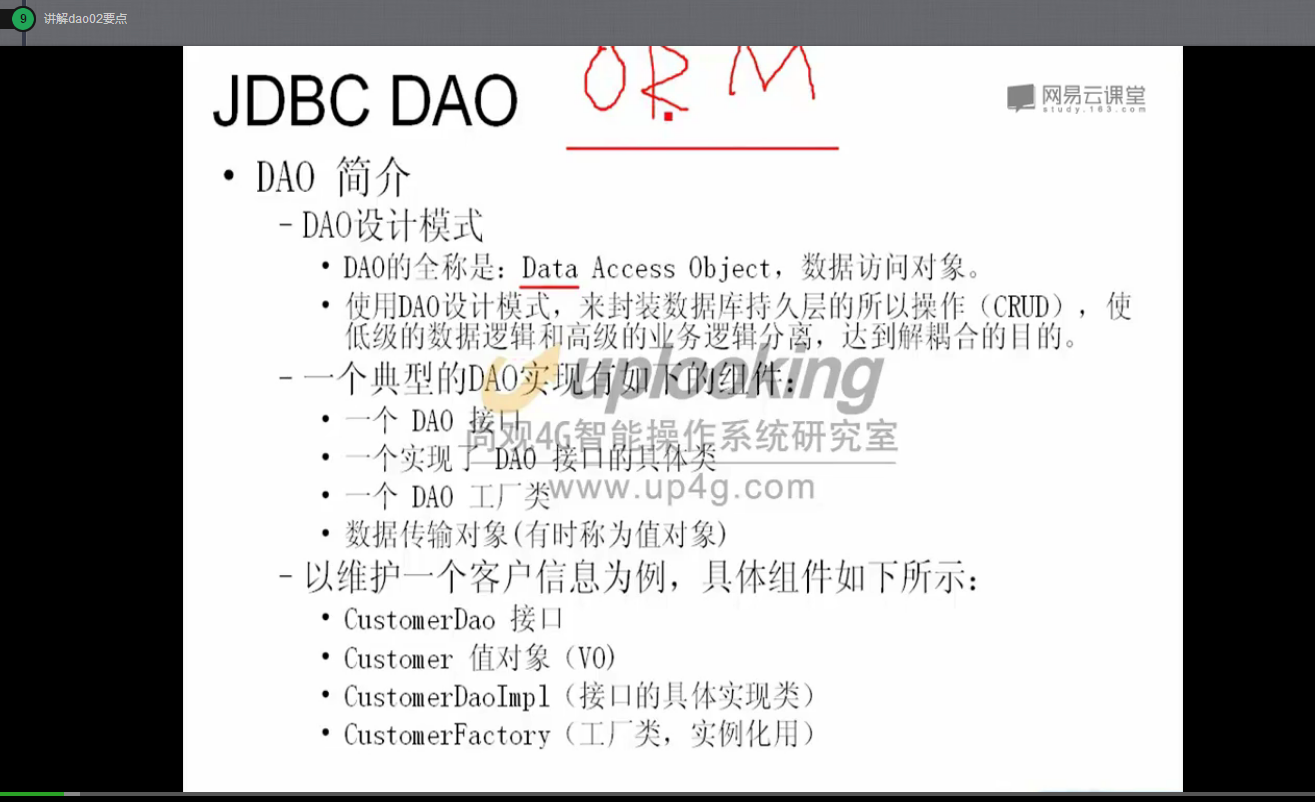 9 讲解dao02要点
ORM
JDBC DAO
网易云课堂
study.163.com
• DAO 简介
– DAO设计模式
• DAO的全称是：Data Access Object，数据访问对象。
• 使用DAO设计模式，来封装数据库持久层的所以操作（CRUD），使
低级的数据逻辑和高级的业务逻辑分离，达到解耦合的目的。
– 一个典型的DAO实现有如下的组件：
uplooking
• 一个 DAO 接口
尚观4G智能操作系统研究室
• 一个实现了 DAO 接口的具体类
• 一个 DAO 工厂类
www.up4g.com
• 数据传输对象(有时称为值对象)
– 以维护一个客户信息为例，具体组件如下所示：
• CustomerDao 接口
• Customer 值对象（VO）
• CustomerDaoImpl（接口的具体实现类）
• CustomerFactory（工厂类，实例化用）